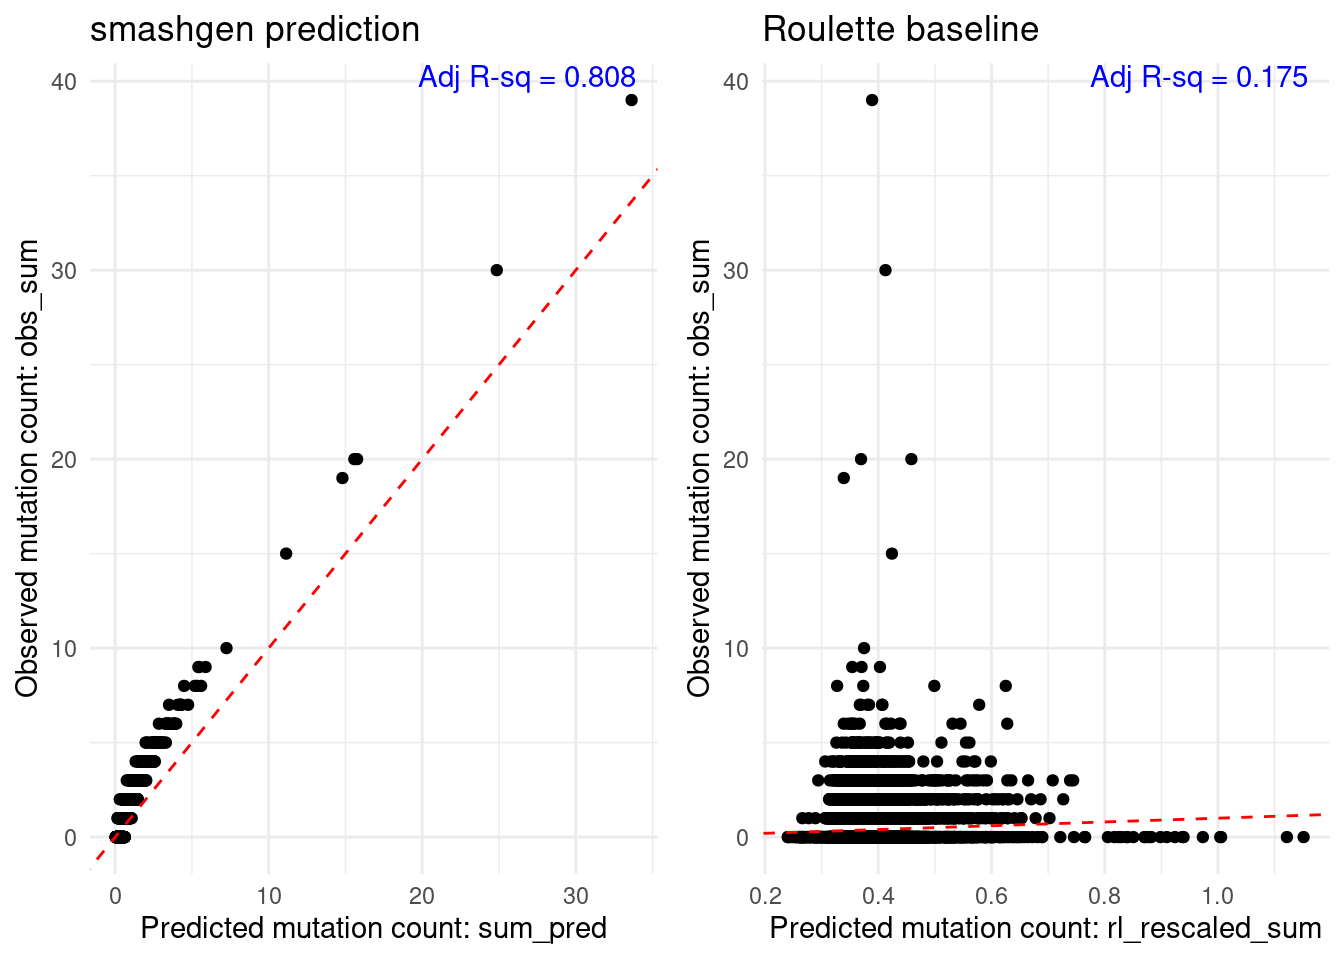 smashgen prediction
Adj R-sq = 0.808
Observed mutation count: obs_sum
40
30
20
10
0
0
10
20
30
Predicted mutation count: sum_pred
Roulette baseline
Adj R-sq = 0.175
Observed mutation count: obs_sum
40
30
20
10
0
0.2
0.4
0.6
0.8
1.0
Predicted mutation count: rl_rescaled_sum